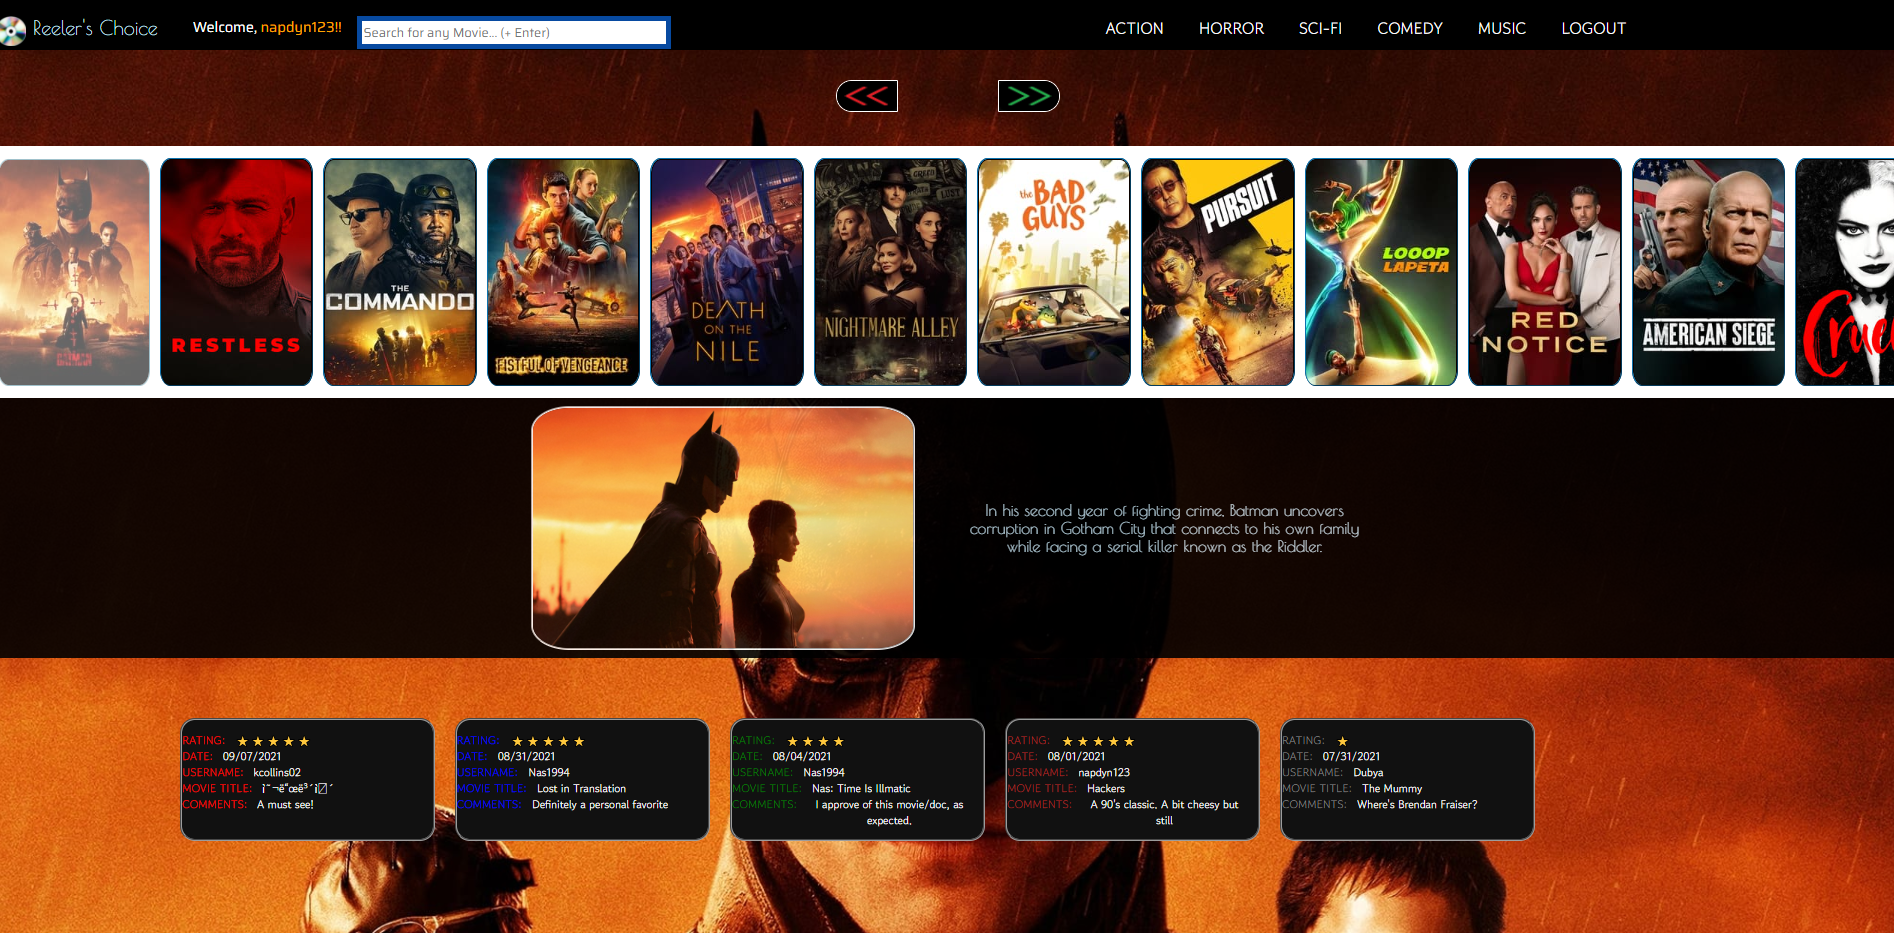 Reeler's Choice
Welcome, napdyn123!!
Search for any Movie... (+ Enter)
ACTION HORROR SCI-FI COMEDY MUSIC LOGOUT
<< >>
BATMAN
RESTLESS
THE
COMMANDO
FISTFUL OF VENGEANCE
DEATH
ON THE
NILE
NIGHTMARE ALLEY
the BAD
GUYS
PURSUIT
LOOOP
LAPETA
RED
NOTICE
AMERICAN SIEGE
In his second year of fighting crime, Batman uncovers
corruption in Gotham City that connects to his own family
while facing a serial killer known as the Riddler.
RATING: ★ ★ ★ ★ ★
DATE: 09/07/2021
USERNAME: kcollins02
MOVIE TITLE:
COMMENTS: A must see!
RATING: ★ ★ ★ ★ ★
DATE: 08/31/2021
USERNAME: Nas1994
MOVIE TITLE: Lost in Translation
COMMENTS: Definitely a personal favorite
RATING: ★ ★ ★ ★
DATE: 08/04/2021
USERNAME: Nas1994
MOVIE TITLE: Nas: Time Is Illmatic
COMMENTS: I approve of this movie/doc, as
expected.
RATING: ★ ★ ★ ★ ★
DATE: 08/01/2021
USERNAME: napdyn123
MOVIE TITLE: Hackers
COMMENTS: A 90's classic. A bit cheesy but
still
RATING: ★
DATE: 07/31/2021
USERNAME: Dubya
MOVIE TITLE: The Mummy
COMMENTS: Where's Brendan Fraiser?